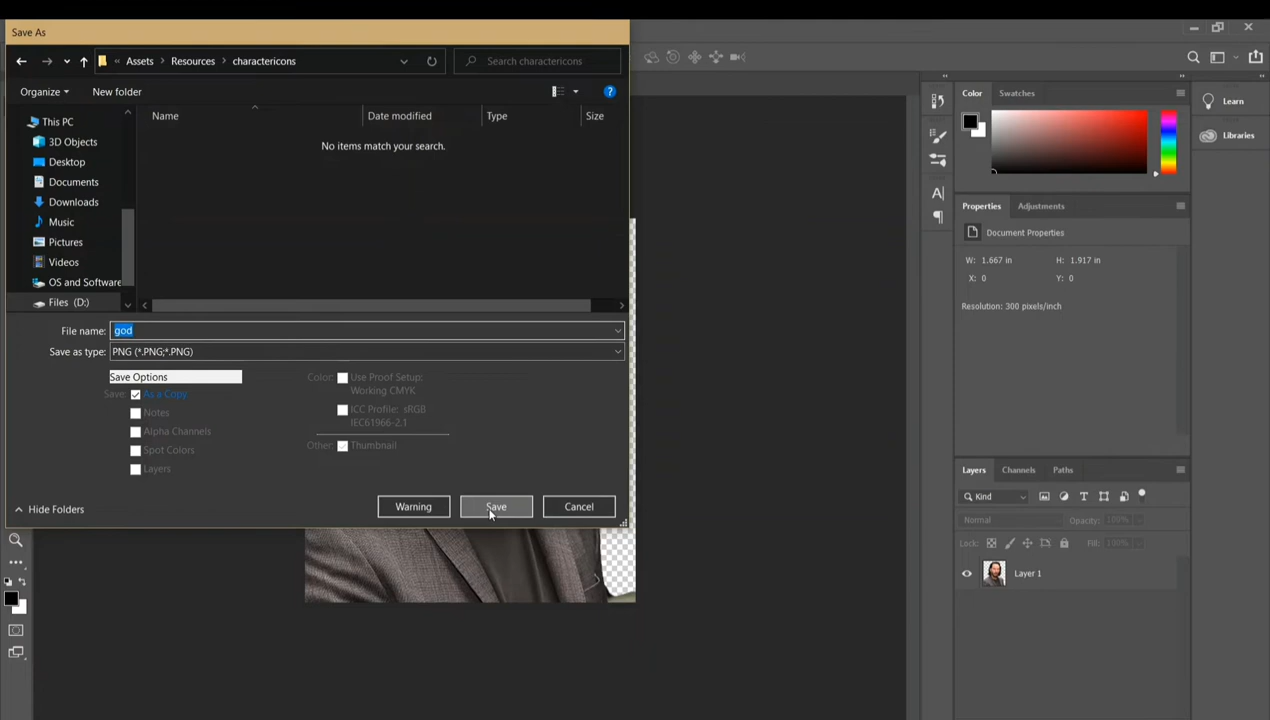 Save As
« Assets > Resources > charactericons
Search charactericons
Organize
New folder
Color
Swatches
Learn
Libraries
This PC
3D Objects
Desktop
Documents
Downloads
Music
Pictures
Videos
OS and Software
Files (D:)
Name
Date modified
Type
Size
No items match your search.
Properties
Adjustments
Document Properties
W: 1.667 in
H: 1.917 in
X: 0
Y: 0
Resolution: 300 pixels/inch
File name: god
Save as type: PNG (*.PNG;*.PNG)
Save Options
Save: As a Copy
Notes
Alpha Channels
Spot Colors
Layers
Color: Use Proof Setup:
Working CMYK
ICC Profile: sRGB
IEC61966-2.1
Other: Thumbnail
Hide Folders
Warning
Save
Cancel
Layers
Channels
Paths
Kind
Normal
Opacity: 100%
Lock:
Fill: 100%
Layer 1